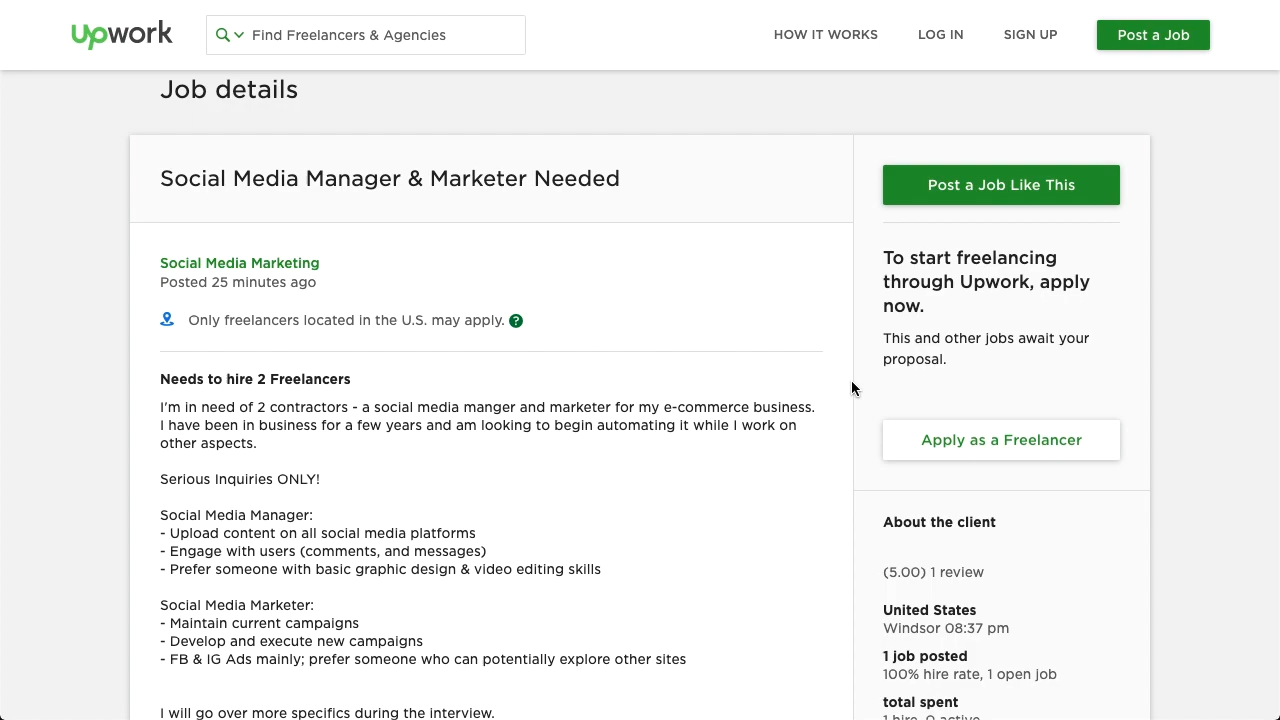 upwork
Find Freelancers & Agencies
HOW IT WORKS
LOG IN
SIGN UP
Post a Job
Job details
Social Media Manager & Marketer Needed
Social Media Marketing
Posted 25 minutes ago
Only freelancers located in the U.S. may apply. ?
Needs to hire 2 Freelancers
I'm in need of 2 contractors - a social media manger and marketer for my e-commerce business.
I have been in business for a few years and am looking to begin automating it while I work on
other aspects.
Serious Inquiries ONLY!
Social Media Manager:
- Upload content on all social media platforms
- Engage with users (comments, and messages)
- Prefer someone with basic graphic design & video editing skills
Social Media Marketer:
- Maintain current campaigns
- Develop and execute new campaigns
- FB & IG Ads mainly; prefer someone who can potentially explore other sites
I will go over more specifics during the interview.
Post a Job Like This
To start freelancing
through Upwork, apply
now.
This and other jobs await your
proposal.
Apply as a Freelancer
About the client
(5.00) 1 review
United States
Windsor 08:37 pm
1 job posted
100% hire rate, 1 open job
total spent
1 hire, 0 active